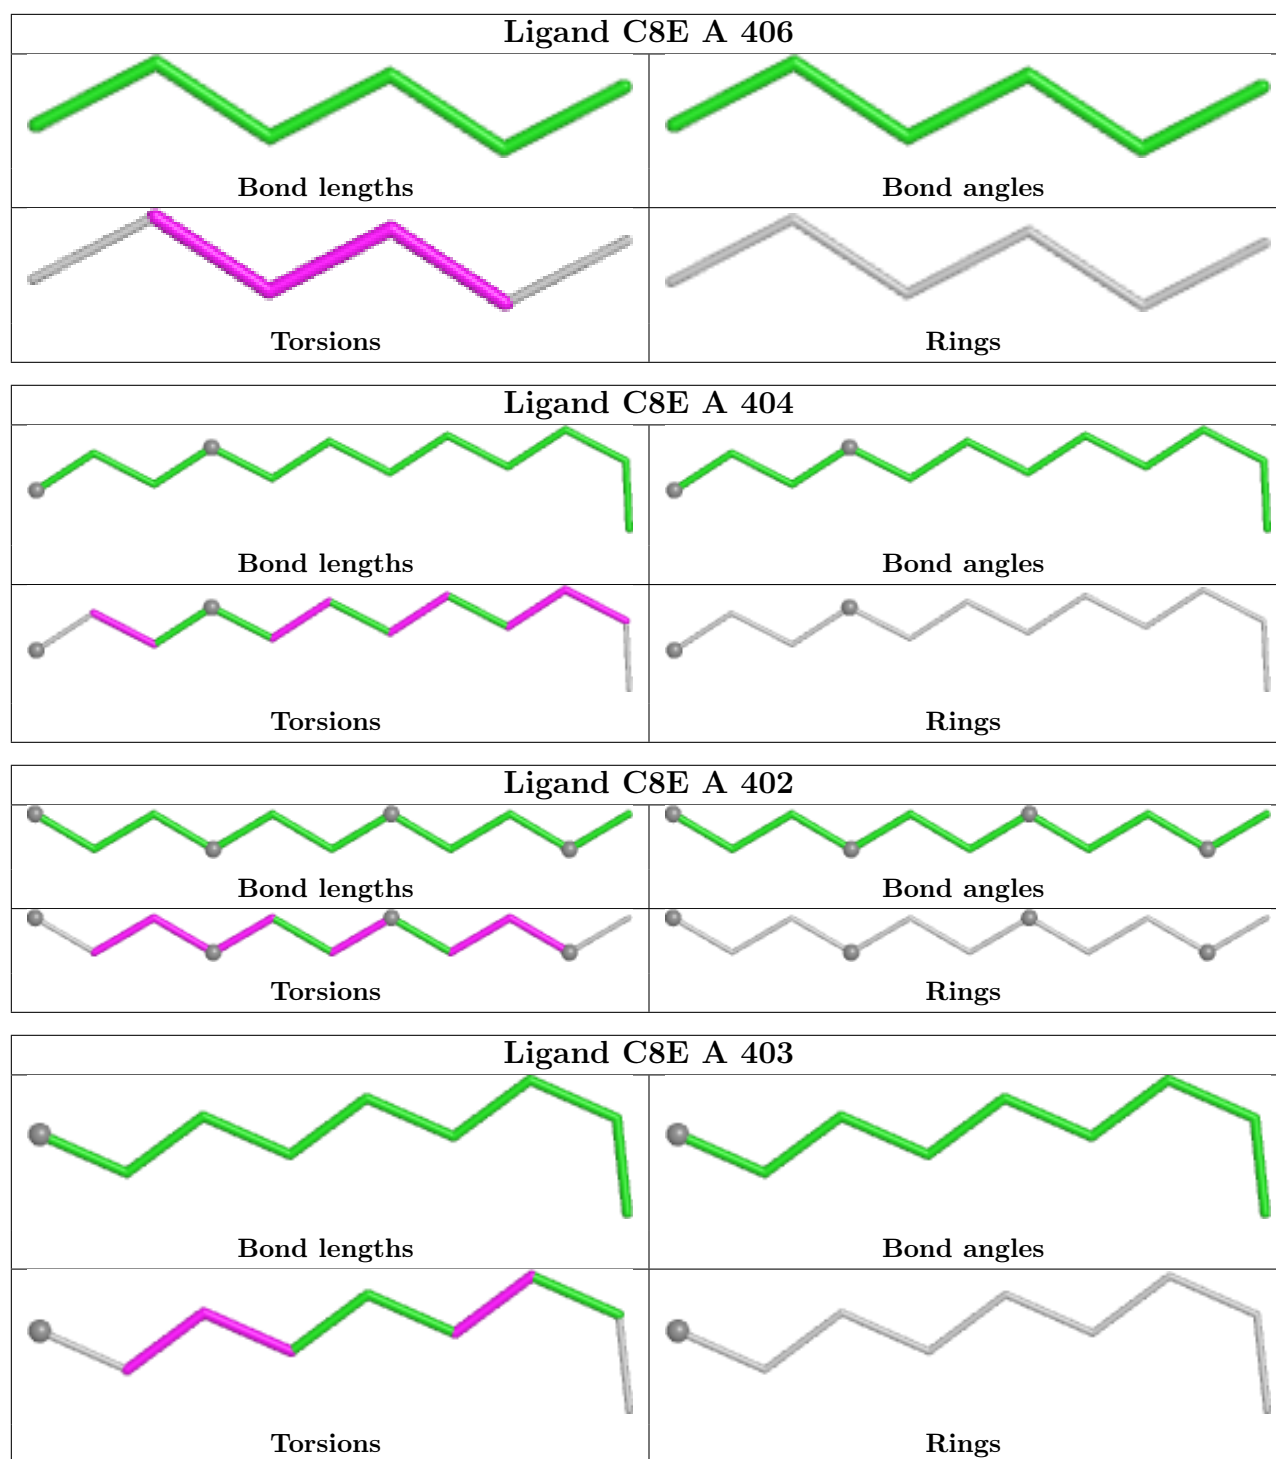 Ligand C8E A 406
Bond lengths
Bond angles
Torsions
Rings
Ligand C8E A 404
Bond lengths
Bond angles
Torsions
Rings
Ligand C8E A 402
Bond lengths
Bond angles
Torsions
Rings
Ligand C8E A 403
Bond lengths
Bond angles
Torsions
Rings